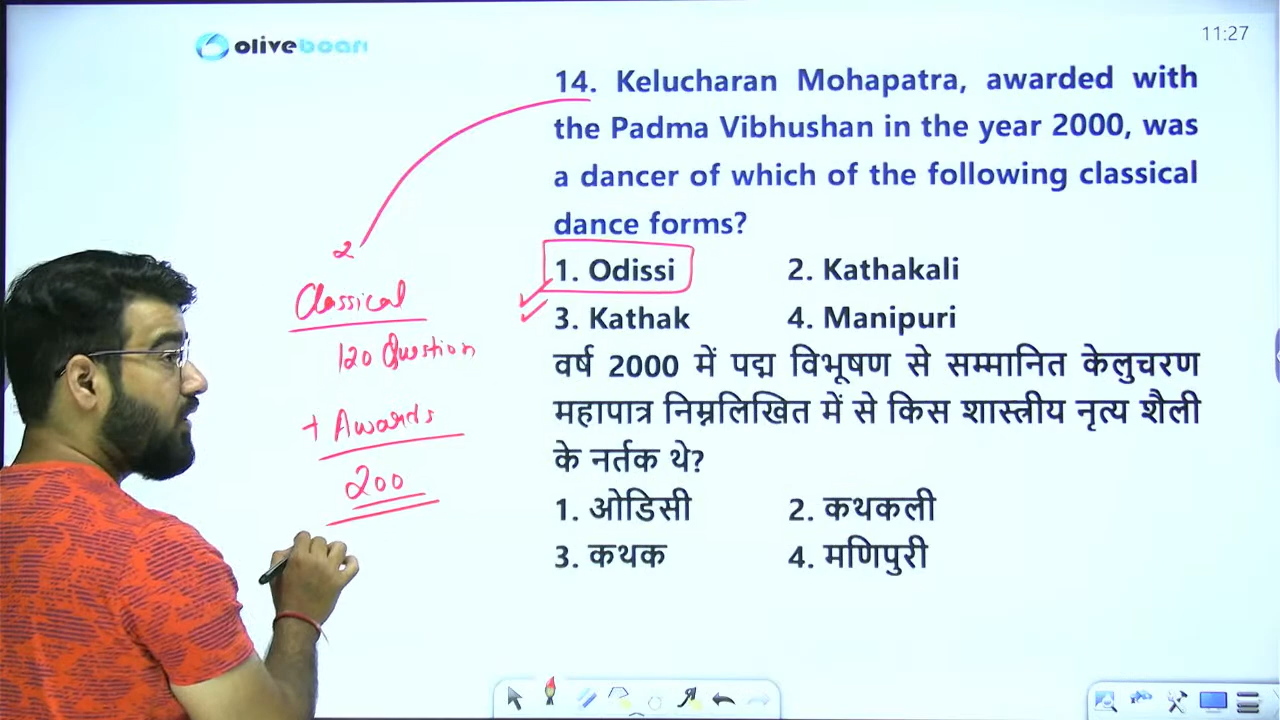 oliveboard
11:27
14. Kelucharan Mohapatra, awarded with
the Padma Vibhushan in the year 2000, was
a dancer of which of the following classical
dance forms?
1. Odissi 2. Kathakali
3. Kathak 4. Manipuri
वर्ष 2000 में पद्म विभूषण से सम्मानित केलुचरण
महापात्र निम्नलिखित में से किस शास्त्रीय नृत्य शैली
के नर्तक थे?
1. ओडिसी 2. कथकली
3. कथक 4. मणिपुरी
2
Classical
120 Question
+ Awards
200